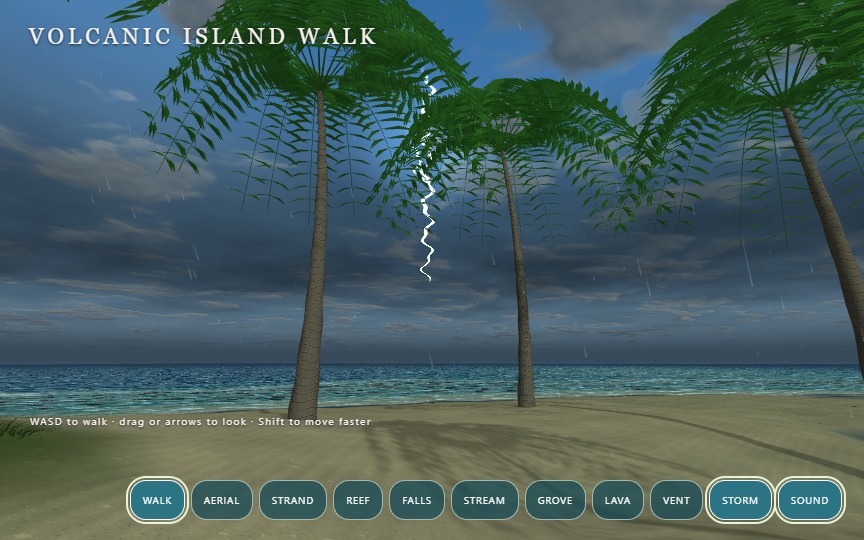 VOLCANIC ISLAND WALK
WASD to walk · drag or arrows to look · Shift to move faster
WALK AERIAL STRAND REEF FALLS STREAM GROVE LAVA VENT STORM SOUND